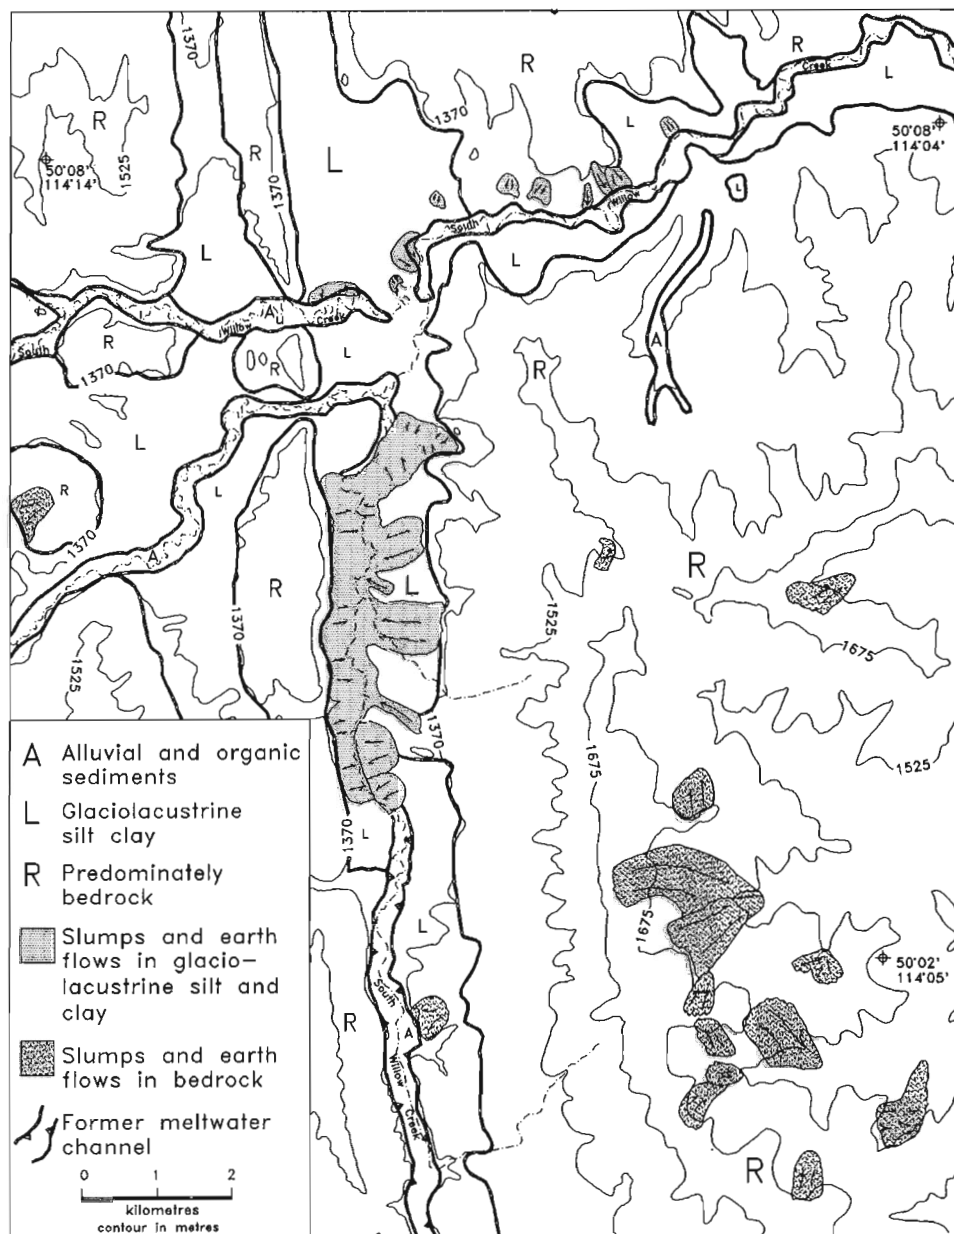 1370
R
Creek
L
R
1370
R
L
50°08'
114°04'
R
50°08'
114°14'
1525
R
L
1370
L
Willow
South
L
L
A
Willow
Creek
South
R
R
L
R
A
1370
L
R
L
1370
A
R
L
R
1370
1525
1675
1525
1370
1675
1525
A Alluvial and organic
sediments
L Glaciolacustrine
silt clay
R Predominately
bedrock
Slumps and earth
flows in glacio-
lacustrine silt and
clay
Slumps and earth
flows in bedrock
Former meltwater
channel
0 1 2
kilometres
contour in metres
1370
L
L
1675
50°02'
114°05'
South
R
A
Willow
Creek
R